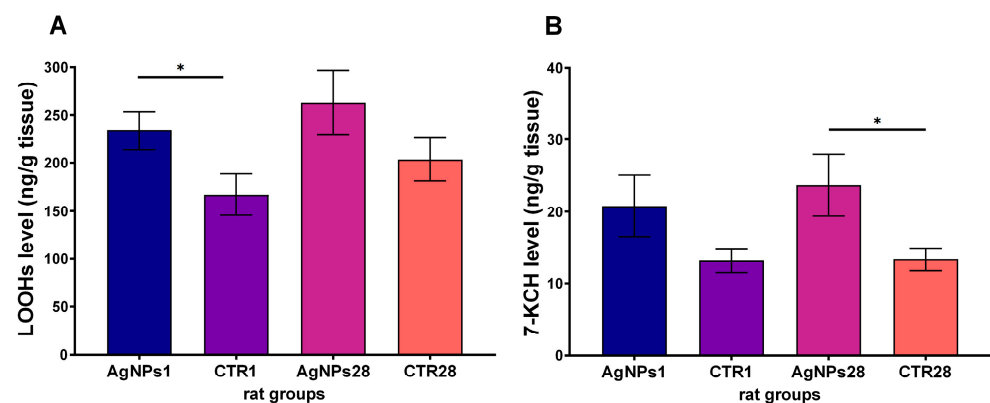 A
LOOHs level (ng/g tissue)
300
250
200
150
100
50
0
*
AgNPs1 CTR1 AgNPs28 CTR28
rat groups
B
7-KCH level (ng/g tissue)
40
30
20
10
0
*
AgNPs1 CTR1 AgNPs28 CTR28
rat groups